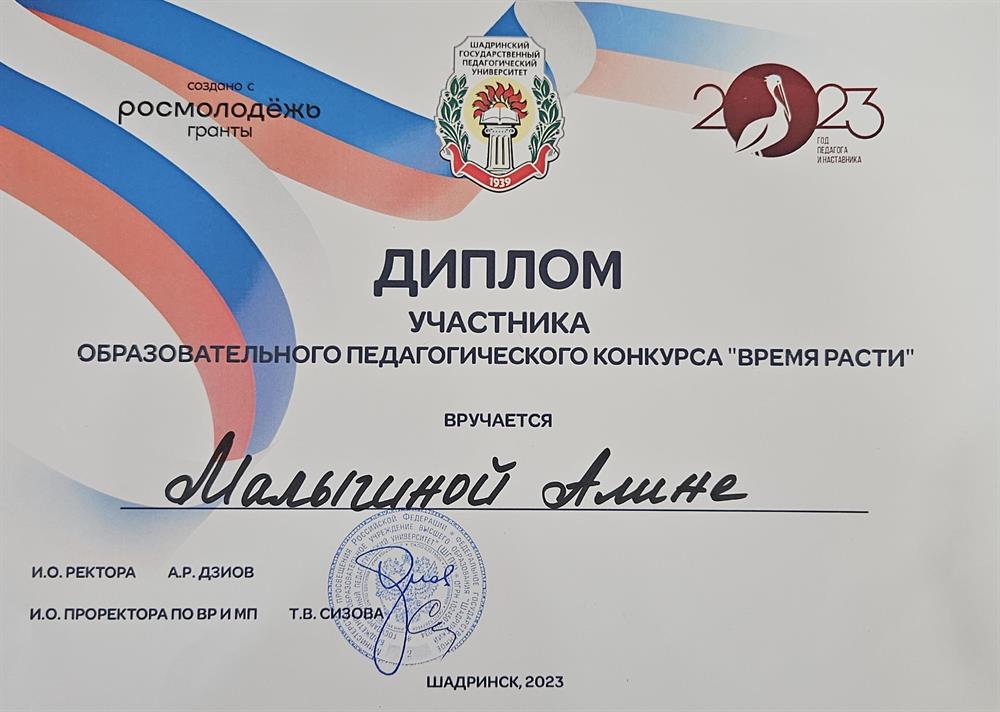 СОЗДАНО С
РОСМОЛОДЁЖЬ
ГРАНТЫ
ШАДРИНСКИЙ
ГОСУДАРСТВЕННЫЙ
ПЕДАГОГИЧЕСКИЙ
УНИВЕРСИТЕТ
1939
2023
ГОД
ПЕДАГОГА
И НАСТАВНИКА
ДИПЛОМ
УЧАСТНИКА
ОБРАЗОВАТЕЛЬНОГО ПЕДАГОГИЧЕСКОГО КОНКУРСА "ВРЕМЯ РАСТИ"
ВРУЧАЕТСЯ
Малыгиной Алине
И.О. РЕКТОРА А.Р. ДЗИОВ
И.О. ПРОРЕКТОРА ПО ВР И МП Т.В. СИЗОВА
ШАДРИНСК, 2023